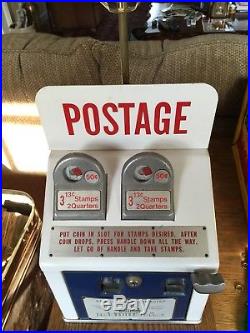 POSTAGE
50¢
50¢
3 13¢ Stamps
2 Quarters
3 13¢ Stamps
2 Quarters
PUT COIN IN SLOT FOR STAMPS DESIRED, AFTER
COIN DROPS, PRESS HANDLE DOWN ALL THE WAY.
LET GO OF HANDLE AND TAKE STAMPS.